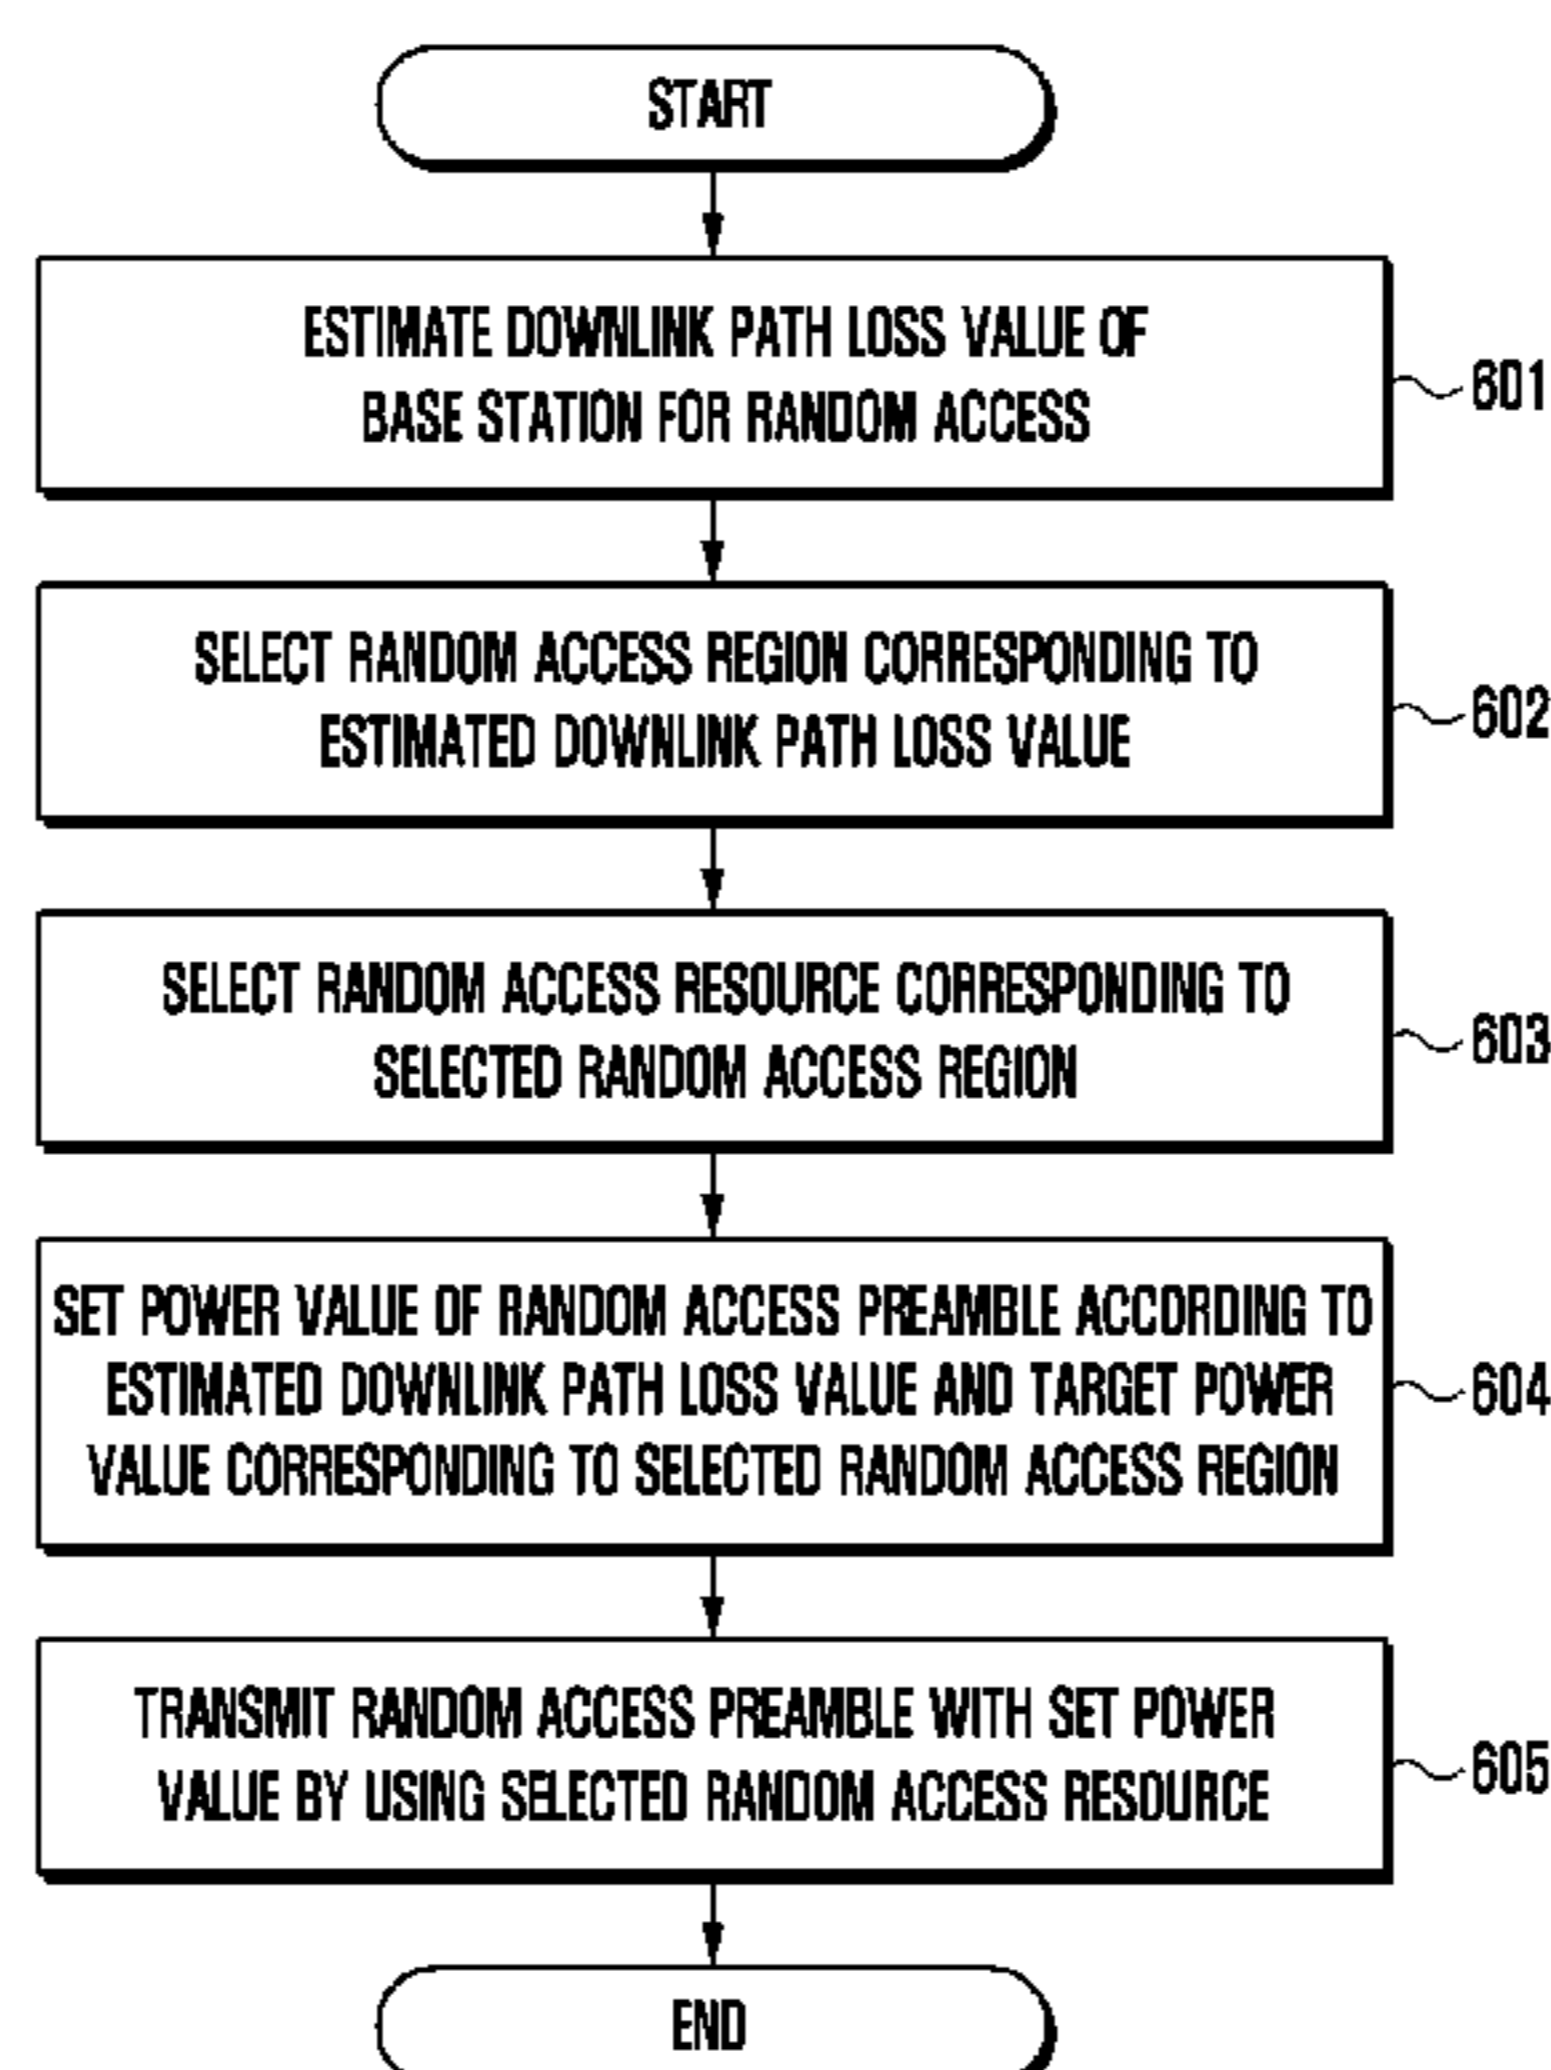 START
ESTIMATE DOWNLINK PATH LOSS VALUE OF
BASE STATION FOR RANDOM ACCESS
601
SELECT RANDOM ACCESS REGION CORRESPONDING TO
ESTIMATED DOWNLINK PATH LOSS VALUE
602
SELECT RANDOM ACCESS RESOURCE CORRESPONDING TO
SELECTED RANDOM ACCESS REGION
603
SET POWER VALUE OF RANDOM ACCESS PREAMBLE ACCORDING TO
ESTIMATED DOWNLINK PATH LOSS VALUE AND TARGET POWER
VALUE CORRESPONDING TO SELECTED RANDOM ACCESS REGION
604
TRANSMIT RANDOM ACCESS PREAMBLE WITH SET POWER
VALUE BY USING SELECTED RANDOM ACCESS RESOURCE
605
END